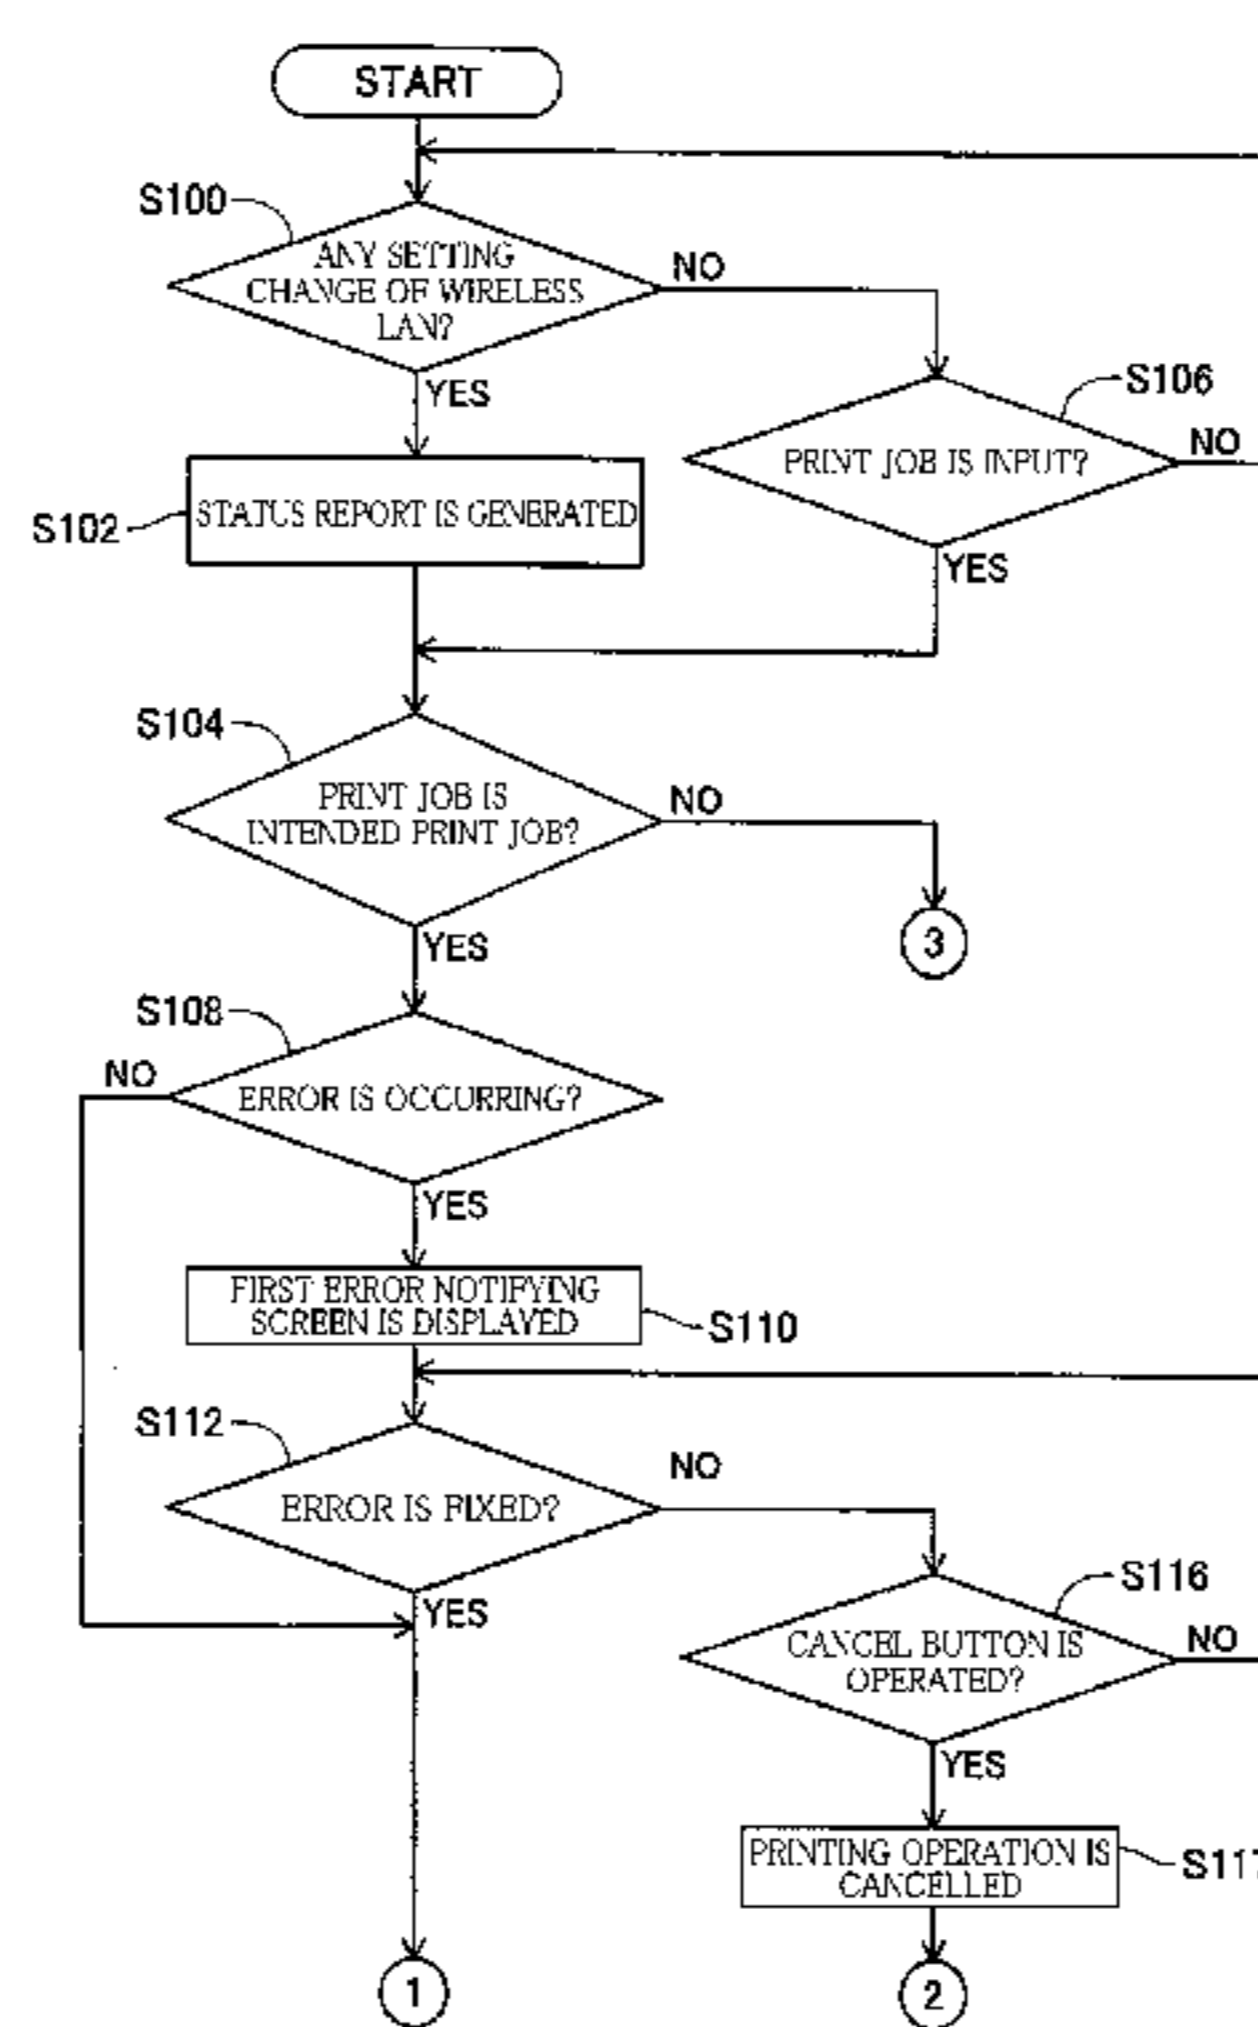 START
S100
ANY SETTING
CHANGE OF WIRELESS
LAN?
NO
YES
S106
PRINT JOB IS INPUT?
NO
YES
S102
STATUS REPORT IS GENERATED
S104
PRINT JOB IS
INTENDED PRINT JOB?
NO
3
YES
S108
NO
ERROR IS OCCURRING?
YES
FIRST ERROR NOTIFYING
SCREEN IS DISPLAYED
S110
S112
ERROR IS FIXED?
NO
YES
S116
CANCEL BUTTON IS
OPERATED?
NO
YES
PRINTING OPERATION IS
CANCELLED
S117
1
2